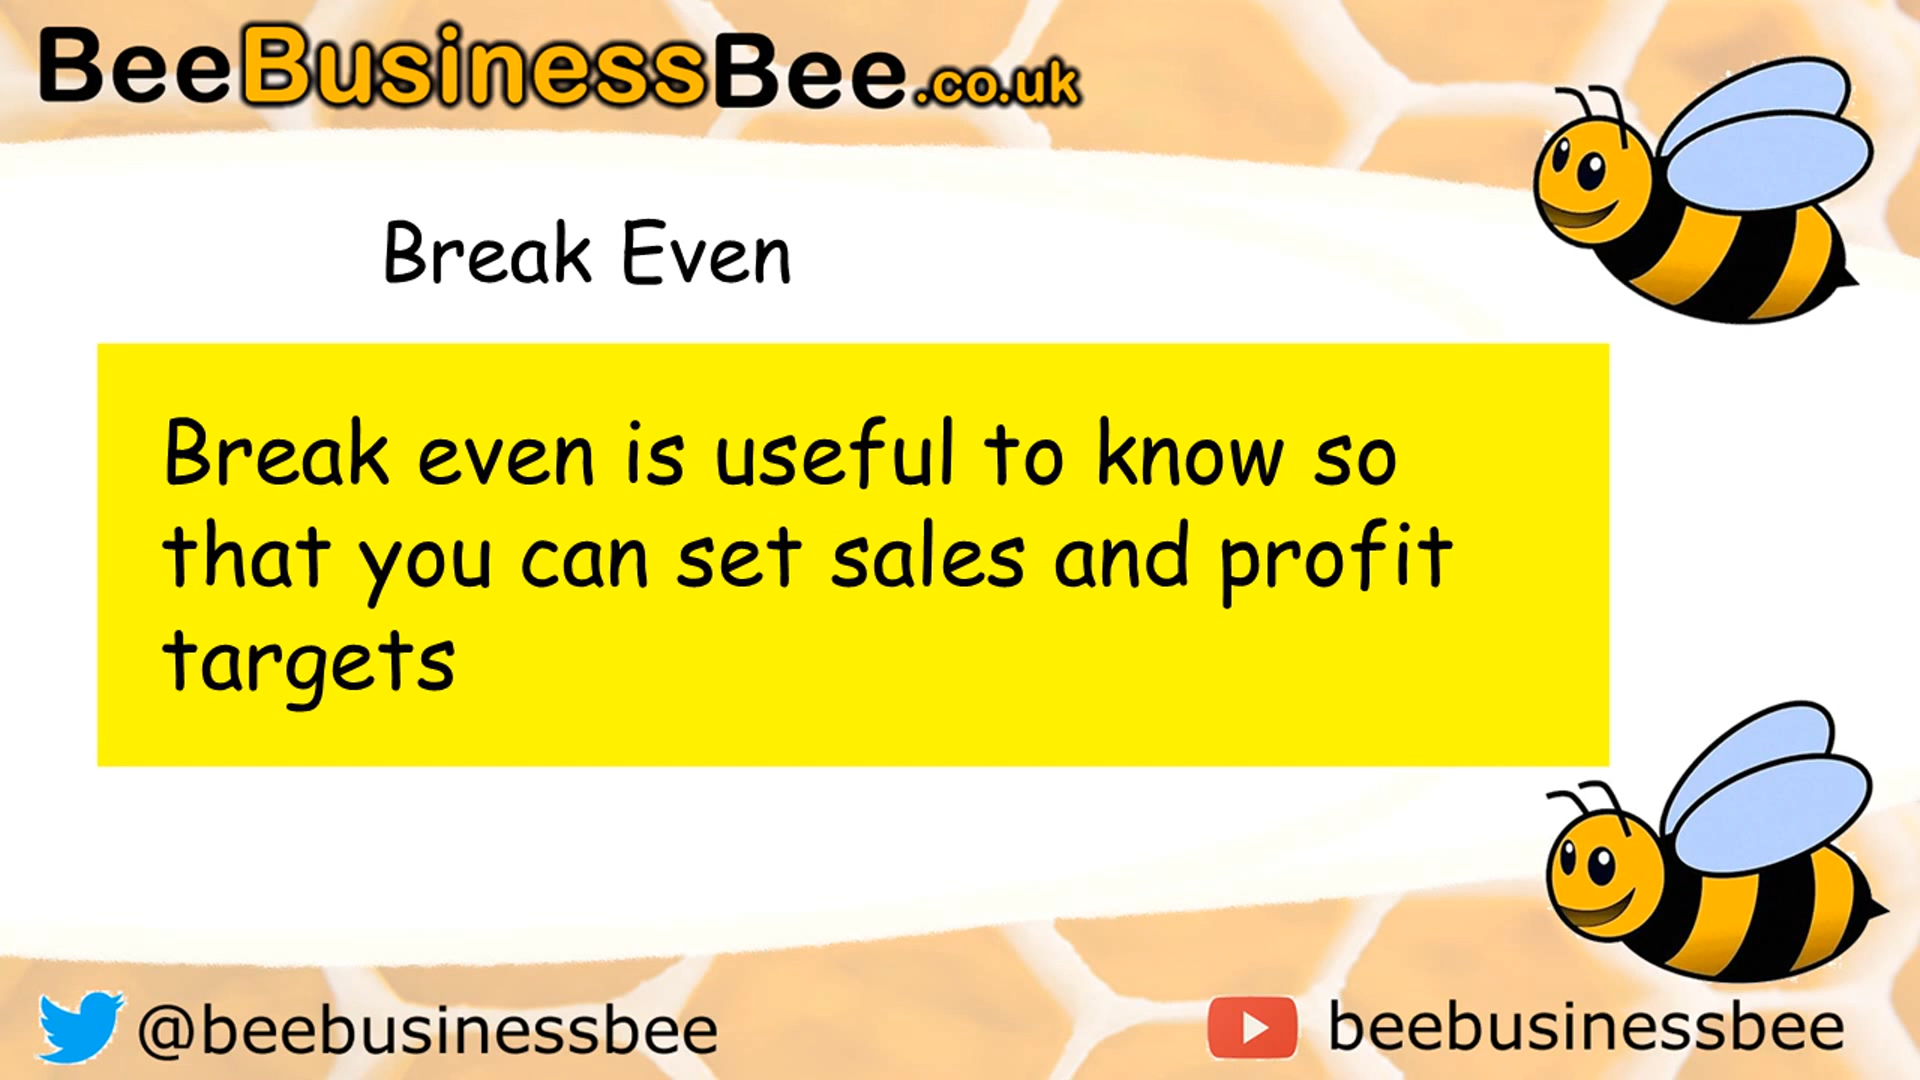 BeeBusinessBee.co.uk
Break Even
Break even is useful to know so
that you can set sales and profit
targets
@beebusinessbee
beebusinessbee